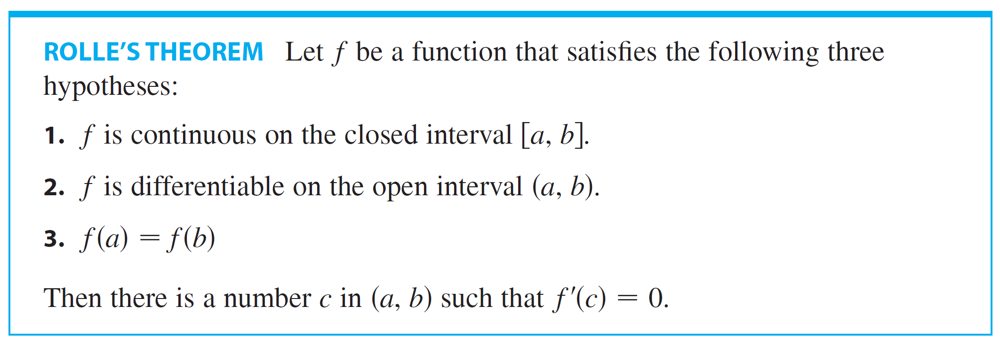 ROLLE’S THEOREM Let f be a function that satisfies the following three
hypotheses:
1. f is continuous on the closed interval [a, b].
2. f is differentiable on the open interval (a, b).
3. f(a) = f(b)
Then there is a number c in (a, b) such that f′(c) = 0.